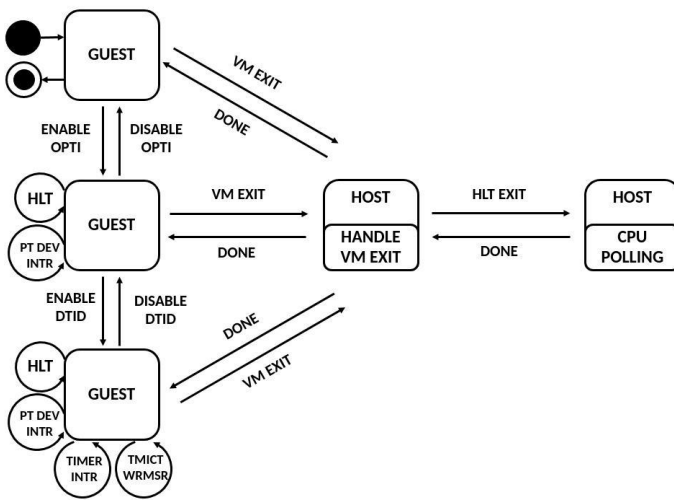 GUEST
VM EXIT
DONE
ENABLE
OPTI
DISABLE
OPTI
HLT
PT DEV
INTR
GUEST
VM EXIT
DONE
HOST
HANDLE
VM EXIT
HLT EXIT
DONE
HOST
CPU
POLLING
ENABLE
DTID
DISABLE
DTID
DONE
VM EXIT
HLT
PT DEV
INTR
GUEST
TIMER
INTR
TMICT
WRMSR